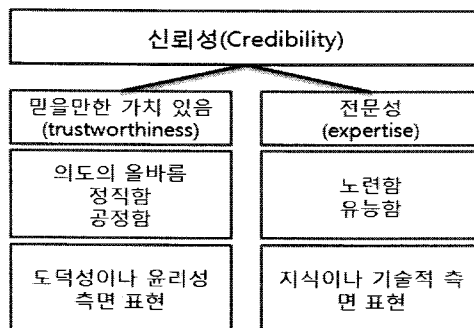 신뢰성(Credibility)
믿을만한 가치 있음
(trustworthiness)
전문성
(expertise)
의도의 올바름
정직함
공정함
노련함
유능함
도덕성이나 윤리성
측면 표현
지식이나 기술적 측
면 표현